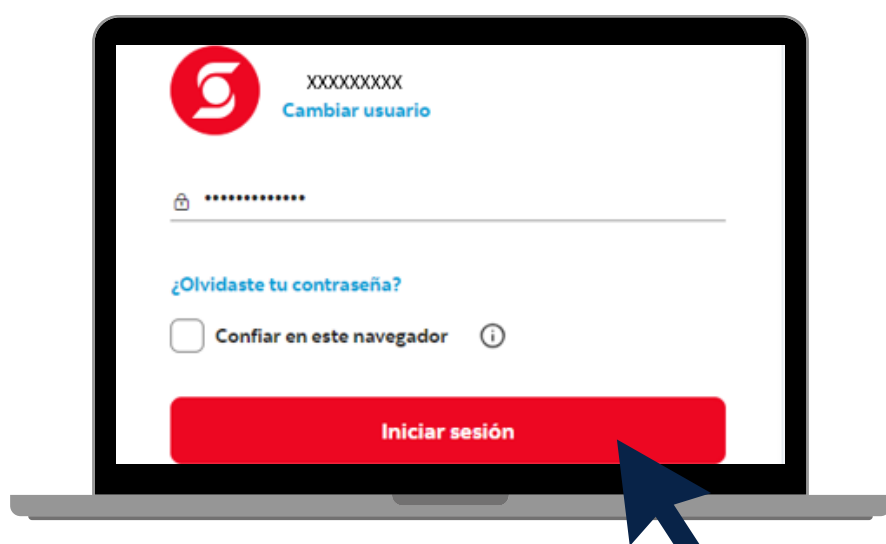 XXXXXXXXX
Cambiar usuario
•••••••••••••
¿Olvidaste tu contraseña?
Confiar en este navegador
Iniciar sesión